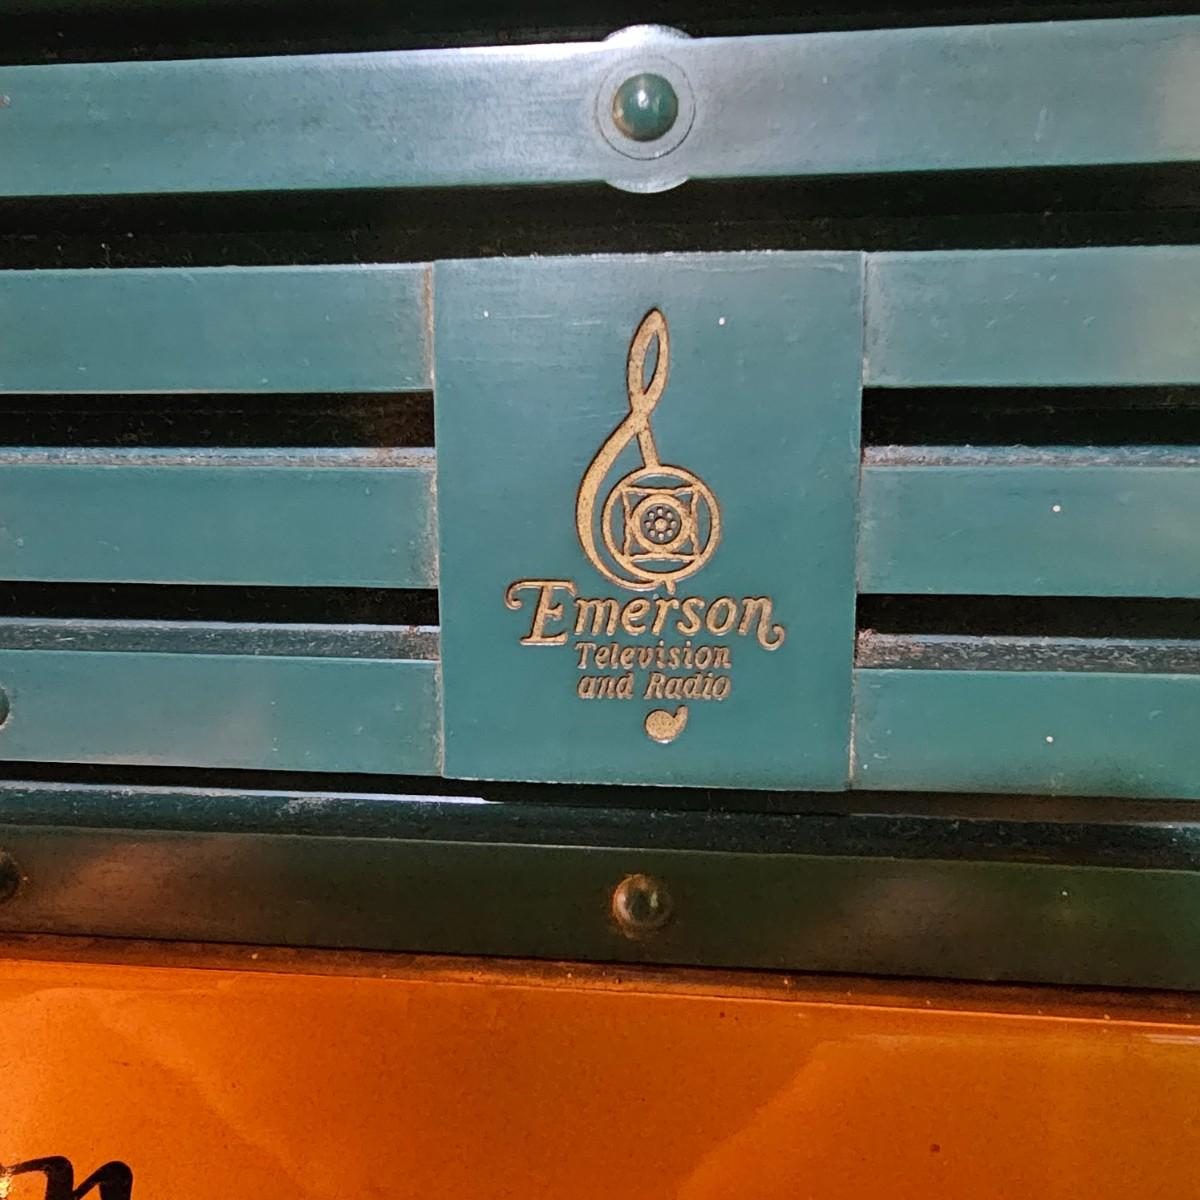 Emerson
Television
and Radio